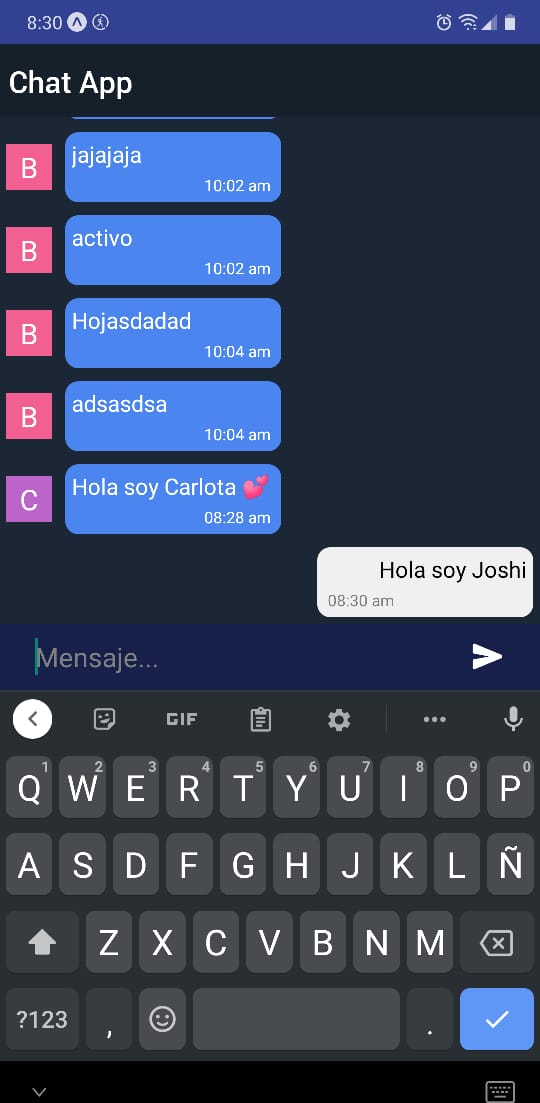 8:30
Chat App
B
jajajaja
10:02 am
B
activo
10:02 am
B
Hojasdadad
10:04 am
B
adsasdsa
10:04 am
C
Hola soy Carlota 💕
08:28 am
Hola soy Joshi
08:30 am
Mensaje...
GIF
1 2 3 4 5 6 7 8 9 0
Q W E R T Y U I O P
A S D F G H J K L Ñ
Z X C V B N M
?123 , .